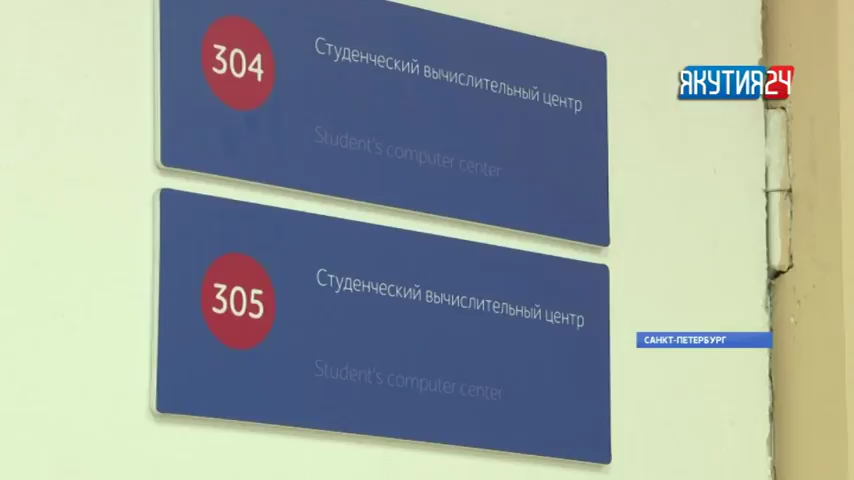 304
Студенческий вычислительный центр
Student's computer center
ЯКУТИЯ24
305
Студенческий вычислительный центр
САНКТ-ПЕТЕРБУРГ
Student's computer center